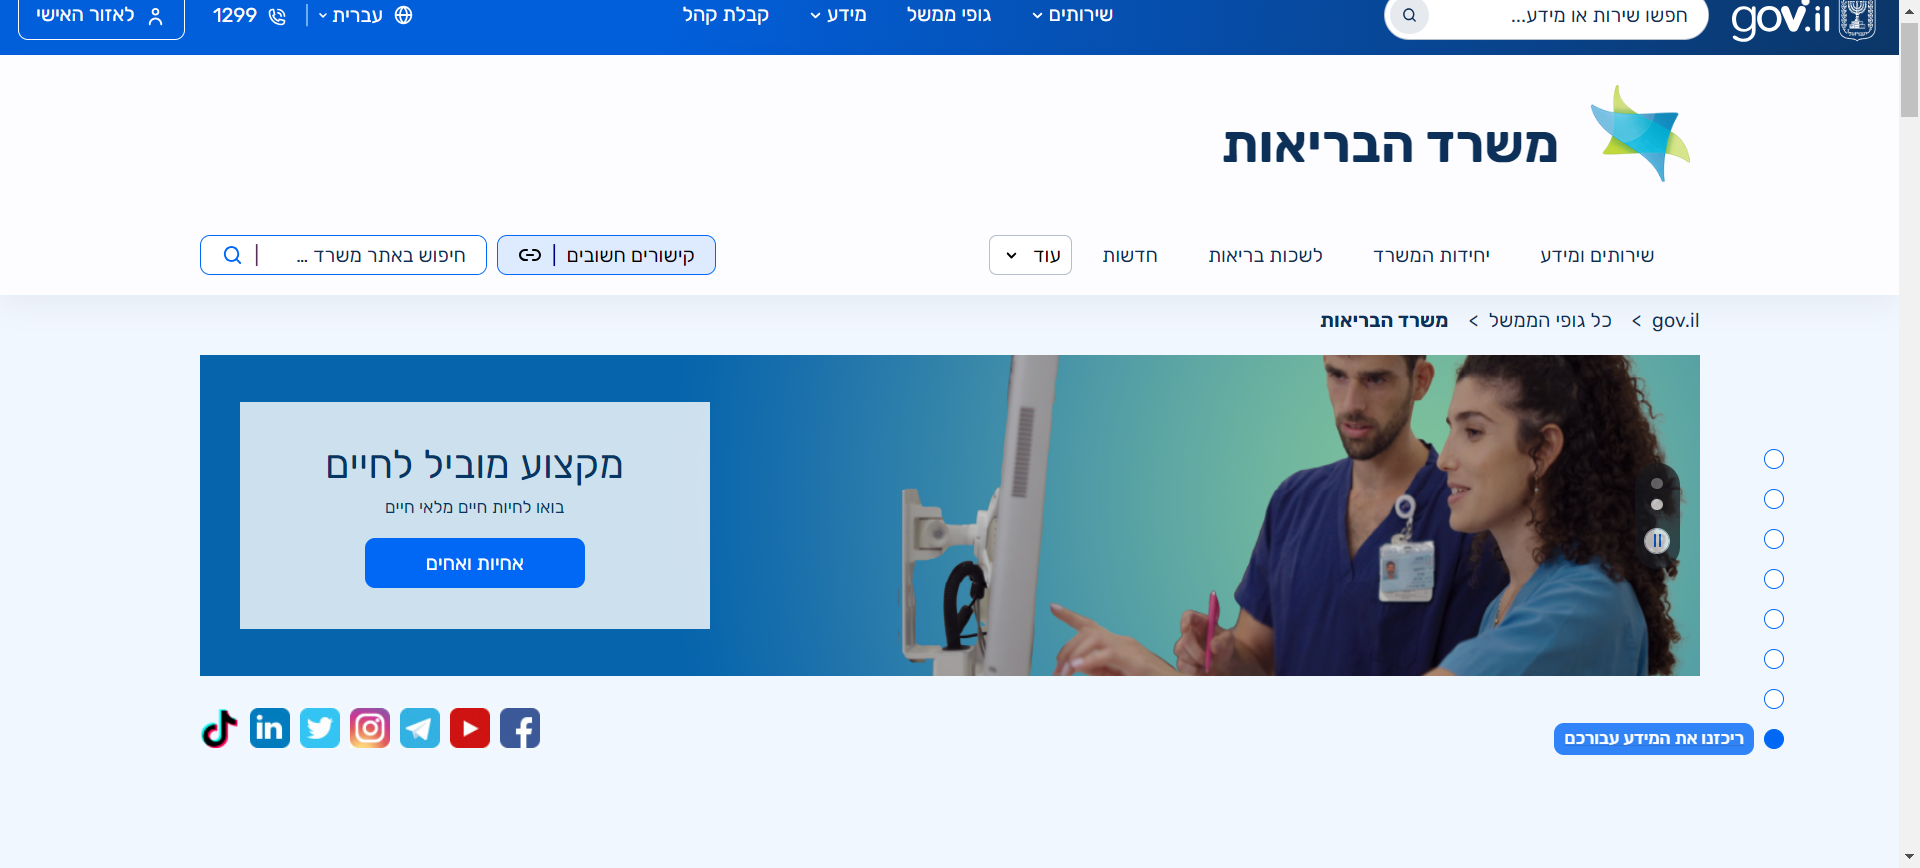 gov.il
חפשו שירות או מידע...
שירותים
גופי ממשל
מידע
קבלת קהל
עברית
1299
לאזור האישי
משרד הבריאות
שירותים ומידע
יחידות המשרד
לשכות בריאות
חדשות
עוד
קישורים חשובים
חיפוש באתר משרד ...
gov.il > כל גופי הממשל > משרד הבריאות
מקצוע מוביל לחיים
בואו לחיות חיים מלאי חיים
אחיות ואחים
ריכזנו את המידע עבורכם